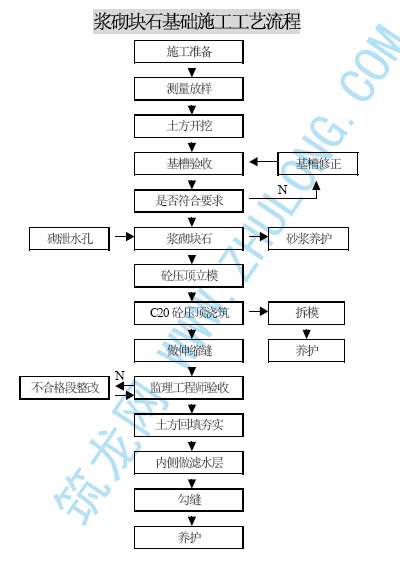 浆砌块石基础施工工艺流程
施工准备
测量放样
土方开挖
基槽验收
基槽修正
是否符合要求
N
砌泄水孔
浆砌块石
砂浆养护
砼压顶立模
C20 砼压顶浇筑
拆模
做伸缩缝
养护
N
不合格段整改
监理工程师验收
土方回填夯实
内侧做滤水层
勾缝
养护
筑龙网 WWW.ZHULONG.COM